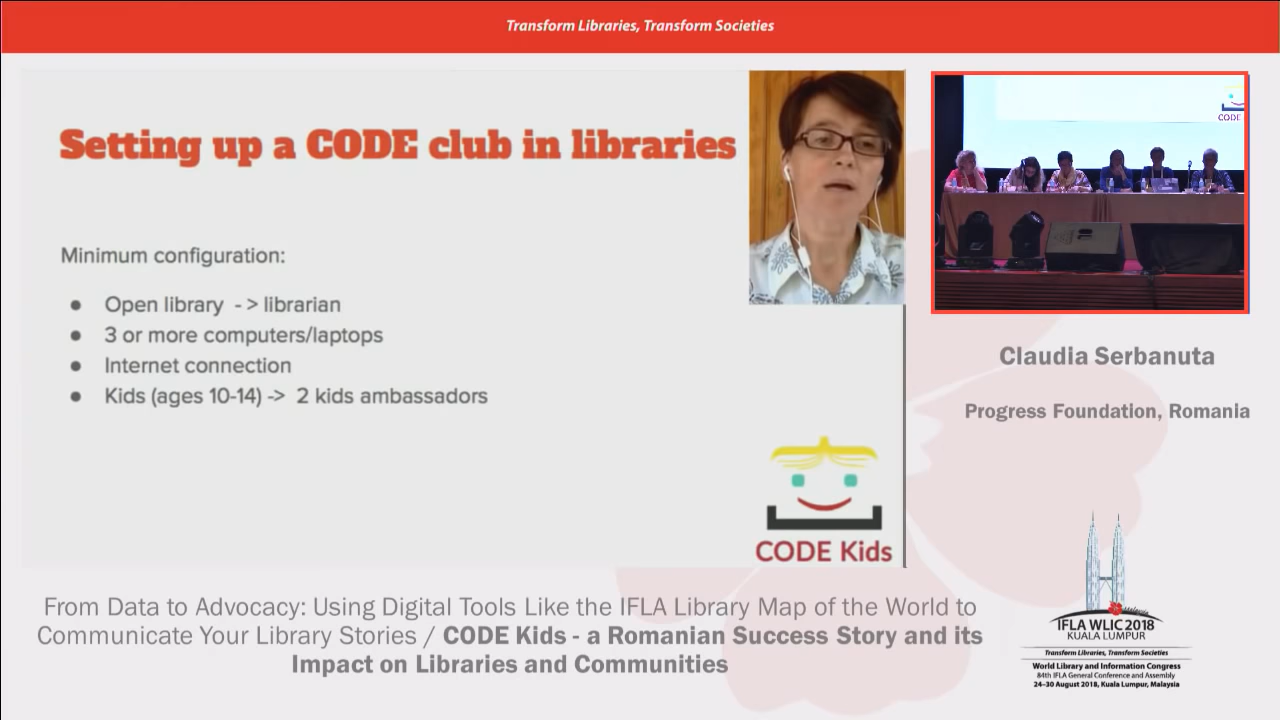 Transform Libraries, Transform Societies
Setting up a CODE club in libraries
Minimum configuration:
● Open library - > librarian
● 3 or more computers/laptops
● Internet connection
● Kids (ages 10-14) -> 2 kids ambassadors
CODE Kids
CODE
Claudia Serbanuta
Progress Foundation, Romania
From Data to Advocacy: Using Digital Tools Like the IFLA Library Map of the World to
Communicate Your Library Stories / CODE Kids - a Romanian Success Story and its
Impact on Libraries and Communities
Malaysia
IFLA WLIC 2018
KUALA LUMPUR
Transform Libraries, Transform Societies
World Library and Information Congress
84th IFLA General Conference and Assembly
24–30 August 2018, Kuala Lumpur, Malaysia